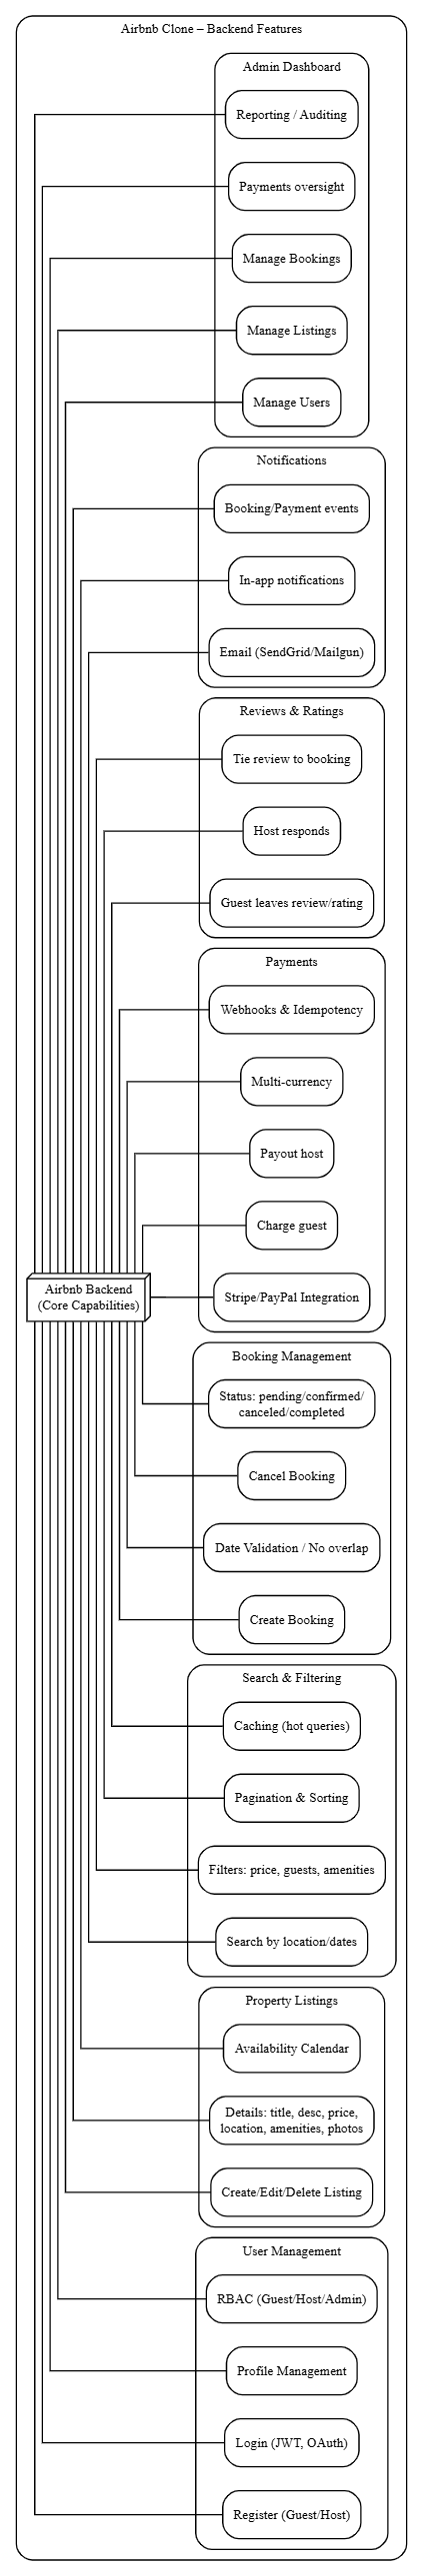 Airbnb Clone – Backend Features
Admin Dashboard
Reporting / Auditing
Payments oversight
Manage Bookings
Manage Listings
Manage Users
Notifications
Booking/Payment events
In-app notifications
Email (SendGrid/Mailgun)
Reviews & Ratings
Tie review to booking
Host responds
Guest leaves review/rating
Payments
Webhooks & Idempotency
Multi-currency
Payout host
Charge guest
Airbnb Backend
(Core Capabilities)
Stripe/PayPal Integration
Booking Management
Status: pending/confirmed/
canceled/completed
Cancel Booking
Date Validation / No overlap
Create Booking
Search & Filtering
Caching (hot queries)
Pagination & Sorting
Filters: price, guests, amenities
Search by location/dates
Property Listings
Availability Calendar
Details: title, desc, price,
location, amenities, photos
Create/Edit/Delete Listing
User Management
RBAC (Guest/Host/Admin)
Profile Management
Login (JWT, OAuth)
Register (Guest/Host)